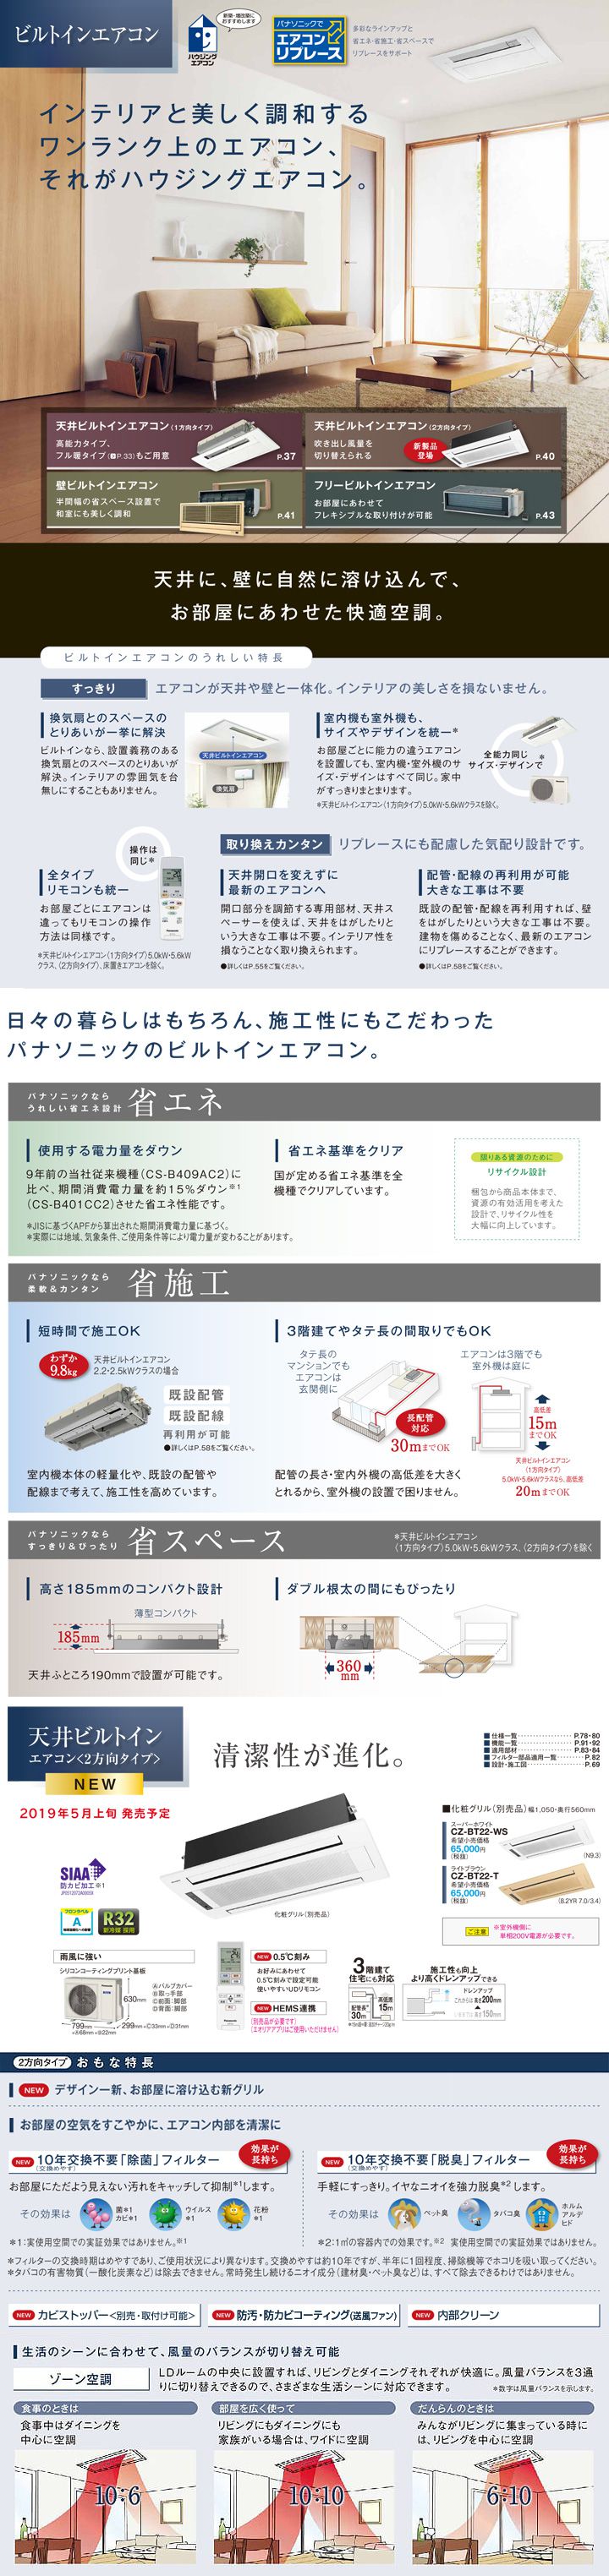 ビルトインエアコン
新築・増改築に
おすすめします
ハウジング
エアコン
パナソニックで
エアコン
リプレース
多彩なラインアップと
省エネ・省施工・省スペースで
リプレースをサポート
インテリアと美しく調和する
ワンランク上のエアコン、
それがハウジングエアコン。
天井ビルトインエアコン〈1方向タイプ〉
高能力タイプ、
フル暖タイプ(P.33)もご用意
P.37
天井ビルトインエアコン〈2方向タイプ〉
吹き出し風量を
切り替えられる
新製品
登場
P.40
壁ビルトインエアコン
半間幅の省スペース設置で
和室にも美しく調和
P.41
フリービルトインエアコン
お部屋にあわせて
フレキシブルな取り付けが可能
P.43
天井に、壁に自然に溶け込んで、
お部屋にあわせた快適空調。
ビルトインエアコンのうれしい特長
すっきり
エアコンが天井や壁と一体化。インテリアの美しさを損ないません。
換気扇とのスペースの
とりあいが一挙に解決
ビルトインなら、設置義務のある
換気扇とのスペースのとりあいが
解決。インテリアの雰囲気を台
無しにすることもありません。
天井ビルトインエアコン
換気扇
室内機も室外機も、
サイズやデザインを統一*
お部屋ごとに能力の違うエアコン
を設置しても、室内機・室外機のサ
イズ・デザインはすべて同じ。家中
がすっきりまとまります。
全能力同じ*
サイズ・デザインで
*天井ビルトインエアコン〈1方向タイプ〉5.0kW・5.6kWクラスを除く。
操作は
同じ*
全タイプ
リモコンも統一
お部屋ごとにエアコンは
違ってもリモコンの操作
方法は同様です。
*天井ビルトインエアコン〈1方向タイプ〉5.0kW・5.6kW
クラス、〈2方向タイプ〉、床置きエアコンを除く。
取り換えカンタン
リプレースにも配慮した気配り設計です。
天井開口を変えずに
最新のエアコンへ
開口部分を調節する専用部材、天井ス
ペーサーを使えば、天井をはがしたりと
いう大きな工事は不要。インテリア性を
損なうことなく取り換えられます。
●詳しくはP.55をご覧ください。
配管・配線の再利用が可能
大きな工事は不要
既設の配管・配線を再利用すれば、壁
をはがしたりという大きな工事は不要。
建物を傷めることなく、最新のエアコン
にリプレースすることができます。
●詳しくはP.58をご覧ください。
日々の暮らしはもちろん、施工性にもこだわった
パナソニックのビルトインエアコン。
パナソニックなら
うれしい省エネ設計
省エネ
使用する電力量をダウン
9年前の当社従来機種(CS-B409AC2)に
比べ、期間消費電力量を約15%ダウン※1
(CS-B401CC2)させた省エネ性能です。
*JISに基づくAPFから算出された期間消費電力量に基づく。
*実際には地域、気象条件、ご使用条件等により電力量が変わることがあります。
省エネ基準をクリア
国が定める省エネ基準を全
機種でクリアしています。
限りある資源のために
リサイクル設計
梱包から商品本体まで、
資源の有効活用を考えた
設計で、リサイクル性を
大幅に向上しています。
パナソニックなら
柔軟&カンタン
省施工
短時間で施工OK
わずか
9.8kg
天井ビルトインエアコン
2.2・2.5kWクラスの場合
既設配管
既設配線
再利用が可能
●詳しくはP.58をご覧ください。
室内機本体の軽量化や、既設の配管や
配線まで考えて、施工性を高めています。
3階建てやタテ長の間取りでもOK
タテ長の
マンションでも
エアコンは
玄関側に
長配管
対応
30mまでOK
エアコンは3階でも
室外機は庭に
高低差
15m
までOK
天井ビルトインエアコン
〈1方向タイプ〉
5.0kW・5.6kWクラスなら、高低差
20mまでOK
配管の長さ・室内外機の高低差を大きく
とれるから、室外機の設置で困りません。
パナソニックなら
すっきり&ぴったり
省スペース
*天井ビルトインエアコン
〈1方向タイプ〉5.0kW・5.6kWクラス、〈2方向タイプ〉を除く
高さ185mmのコンパクト設計
薄型コンパクト
185mm
天井ふところ190mmで設置が可能です。
ダブル根太の間にもぴったり
360
mm
天井ビルトイン
エアコン〈2方向タイプ〉
NEW
清潔性が進化。
■仕様一覧 P.78・80
■機能一覧 P.91・92
■適用部材 P.83・84
■フィルター部品適用一覧 P.82
■設計・施工図 P.69
2019年5月上旬 発売予定
■化粧グリル(別売品) 幅1,050・奥行560mm
スーパーホワイト
CZ-BT22-WS
希望小売価格
65,000円
(税抜)
(N9.3)
ライトブラウン
CZ-BT22-T
希望小売価格
65,000円
(税抜)
(8.2YR 7.0/3.4)
SIAA
防カビ加工※1
化粧グリル(別売品)
フロンラベル
A
R32
新冷媒 採用
ご注意
※室外機側に
単相200V電源が必要です。
雨風に強い
シリコンコーティングプリント基板
630mm
799mm
299mm
Ⓐバルブカバー
Ⓑ取っ手部
Ⓒ前面:脚部
Ⓓ背面:脚部
NEW 0.5℃刻み
お好みにあわせて
0.5℃刻みで設定可能
使いやすいUDリモコン
NEW HEMS連携
(別売品が必要です)
(エオリアアプリはご使用いただけません)
3階建て
住宅にも対応
高低差
15m
配管長
30m
施工性も向上
より高くドレンアップできる
ドレンアップ
高さ200mm
高さ150mm
2方向タイプ おもな特長
NEW デザイン一新、お部屋に溶け込む新グリル
お部屋の空気をすこやかに、エアコン内部を清潔に
NEW 10年交換不要「除菌」フィルター
(交換めやす)
効果が
長持ち
お部屋にただよう見えない汚れをキャッチして抑制*1します。
その効果は
菌*1
カビ*1
ウイルス
*1
花粉
*1
*1:実使用空間での実証効果ではありません。※1
NEW 10年交換不要「脱臭」フィルター
(交換めやす)
効果が
長持ち
手軽にすっきり。イヤなニオイを強力脱臭*2します。
その効果は
ペット臭
タバコ臭
ホルム
アルデ
ヒド
*2:1㎥の容器内での効果です。※2 実使用空間での実証効果ではありません。
*フィルターの交換時期はめやすであり、ご使用状況により異なります。交換めやすは約10年ですが、半年に1回程度、掃除機等でホコリを吸い取ってください。
*タバコの有害物質(一酸化炭素など)は除去できません。常時発生し続けるニオイ成分(建材臭・ペット臭など)は、すべて除去できるわけではありません。
NEW カビストッパー<別売・取付け可能>
NEW 防汚・防カビコーティング(送風ファン)
NEW 内部クリーン
生活のシーンに合わせて、風量のバランスが切り替え可能
ゾーン空調
LDルームの中央に設置すれば、リビングとダイニングそれぞれが快適に。風量バランスを3通
りに切り替えできるので、さまざまな生活シーンに対応できます。
*数字は風量バランスを示します。
食事のときは
食事中はダイニングを
中心に空調
10:6
部屋を広く使って
リビングにもダイニングにも
家族がいる場合は、ワイドに空調
10:10
だんらんのときは
みんながリビングに集まっている時に
は、リビングを中心に空調
6:10